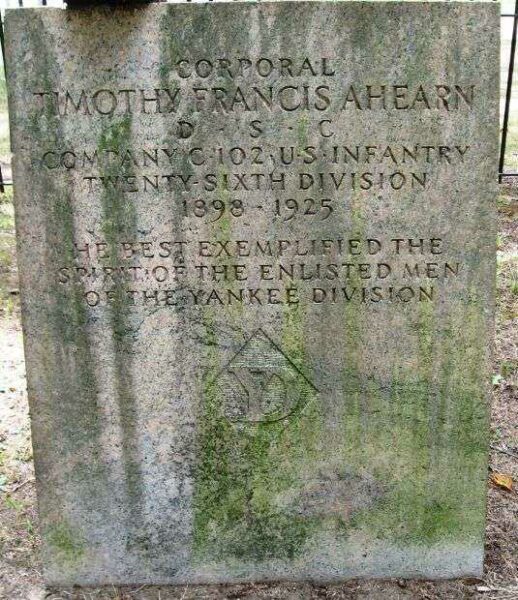 CORPORAL
TIMOTHY FRANCIS AHEARN
D · S · C
COMPANY C·102·U·S·INFANTRY
TWENTY-SIXTH DIVISION
1898 - 1925
HE BEST EXEMPLIFIED THE
SPIRIT OF THE ENLISTED MEN
OF THE YANKEE DIVISION
YD